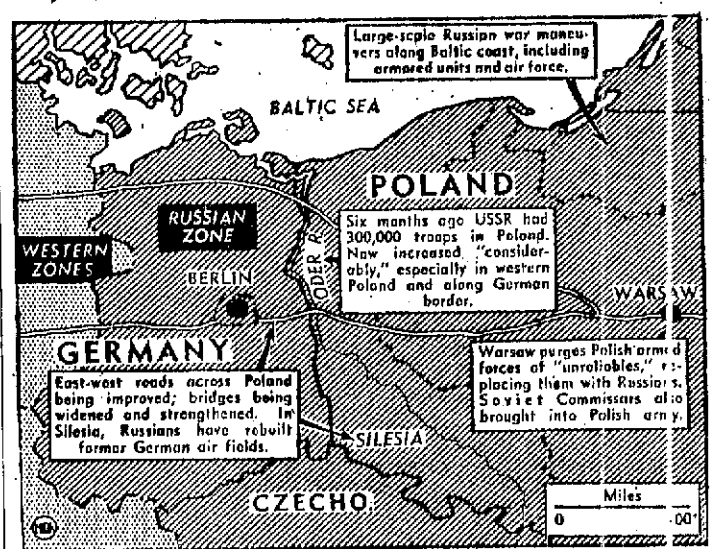 Large-scale Russian war maneu-
vers along Baltic coast, including
armored units and air force.
BALTIC SEA
POLAND
RUSSIAN
ZONE
WESTERN
ZONES
BERLIN
ODER R.
Six months ago USSR had
300,000 troops in Poland.
Now increased "consider-
ably," especially in western
Poland and along German
border.
WARSAW
GERMANY
East-west roads across Poland
being improved; bridges being
widened and strengthened. In
Silesia, Russians have rebuilt
former German air fields.
Warsaw purges Polish armed
forces of "unreliables," re-
placing them with Russians.
Soviet Commissars also
brought into Polish army.
SILESIA
CZECHO.
Miles
0 00